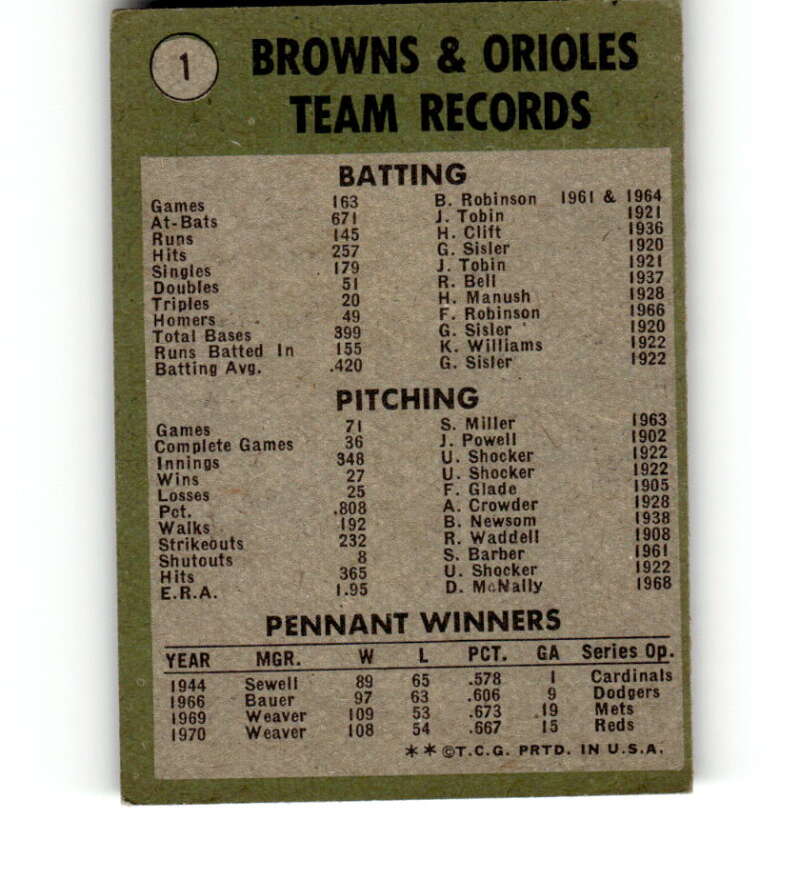 1
BROWNS & ORIOLES
TEAM RECORDS
BATTING
Games 163 B. Robinson 1961 & 1964
At-Bats 671 J. Tobin 1921
Runs 145 H. Clift 1936
Hits 257 G. Sisler 1920
Singles 179 J. Tobin 1921
Doubles 51 R. Bell 1937
Triples 20 H. Manush 1928
Homers 49 F. Robinson 1966
Total Bases 399 G. Sisler 1920
Runs Batted In 155 K. Williams 1922
Batting Avg. .420 G. Sisler 1922
PITCHING
Games 71 S. Miller 1963
Complete Games 36 J. Powell 1902
Innings 348 U. Shocker 1922
Wins 27 U. Shocker 1922
Losses 25 F. Glade 1905
Pct. .808 A. Crowder 1928
Walks 192 B. Newsom 1938
Strikeouts 232 R. Waddell 1908
Shutouts 8 S. Barber 1961
Hits 365 U. Shocker 1922
E.R.A. 1.95 D. McNally 1968
PENNANT WINNERS
YEAR MGR. W L PCT. GA Series Op.
1944 Sewell 89 65 .578 1 Cardinals
1966 Bauer 97 63 .606 9 Dodgers
1969 Weaver 109 53 .673 19 Mets
1970 Weaver 108 54 .667 15 Reds
**©T.C.G. PRTD. IN U.S.A.